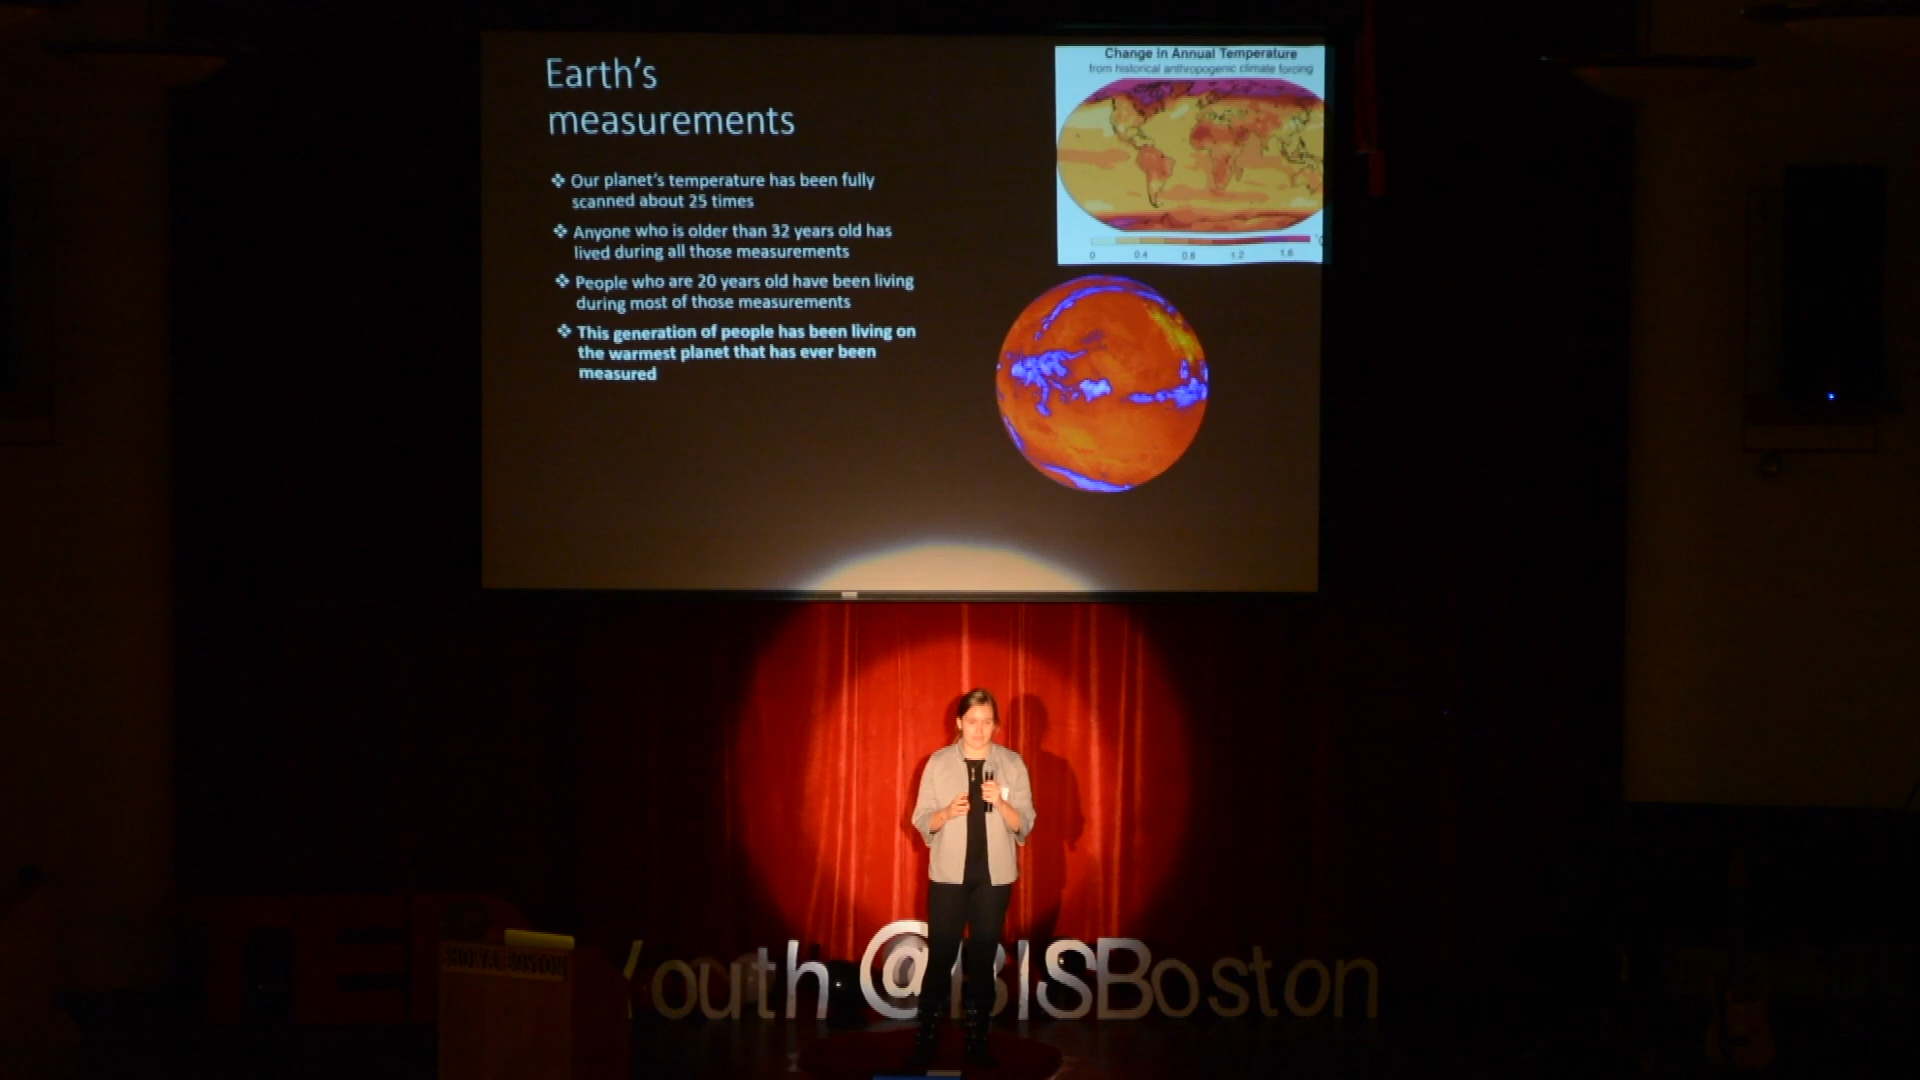 Earth's
measurements
❖ Our planet's temperature has been fully
scanned about 25 times
❖ Anyone who is older than 32 years old has
lived during all those measurements
❖ People who are 20 years old have been living
during most of those measurements
❖ This generation of people has been living on
the warmest planet that has ever been
measured
Change in Annual Temperature
from historical anthropogenic climate forcing
0 0.4 0.8 1.2 1.6
TED
Youth @BISBoston